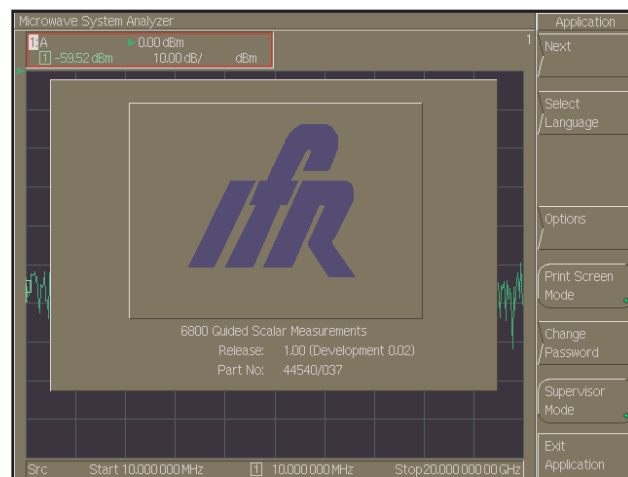 Microwave System Analyzer
1 A 0.00 dBm
1 -59.52 dBm 10.00 dB/ dBm
1
ifr
6800 Guided Scalar Measurements
Release: 1.00 (Development 0.02)
Part No: 44540/037
Src Start 10.000 000 MHz 1 10.000 000 MHz Stop 20.000 000 00 GHz
Application
Next
Select
Language
Options
Print Screen
Mode
Change
Password
Supervisor
Mode
Exit
Application